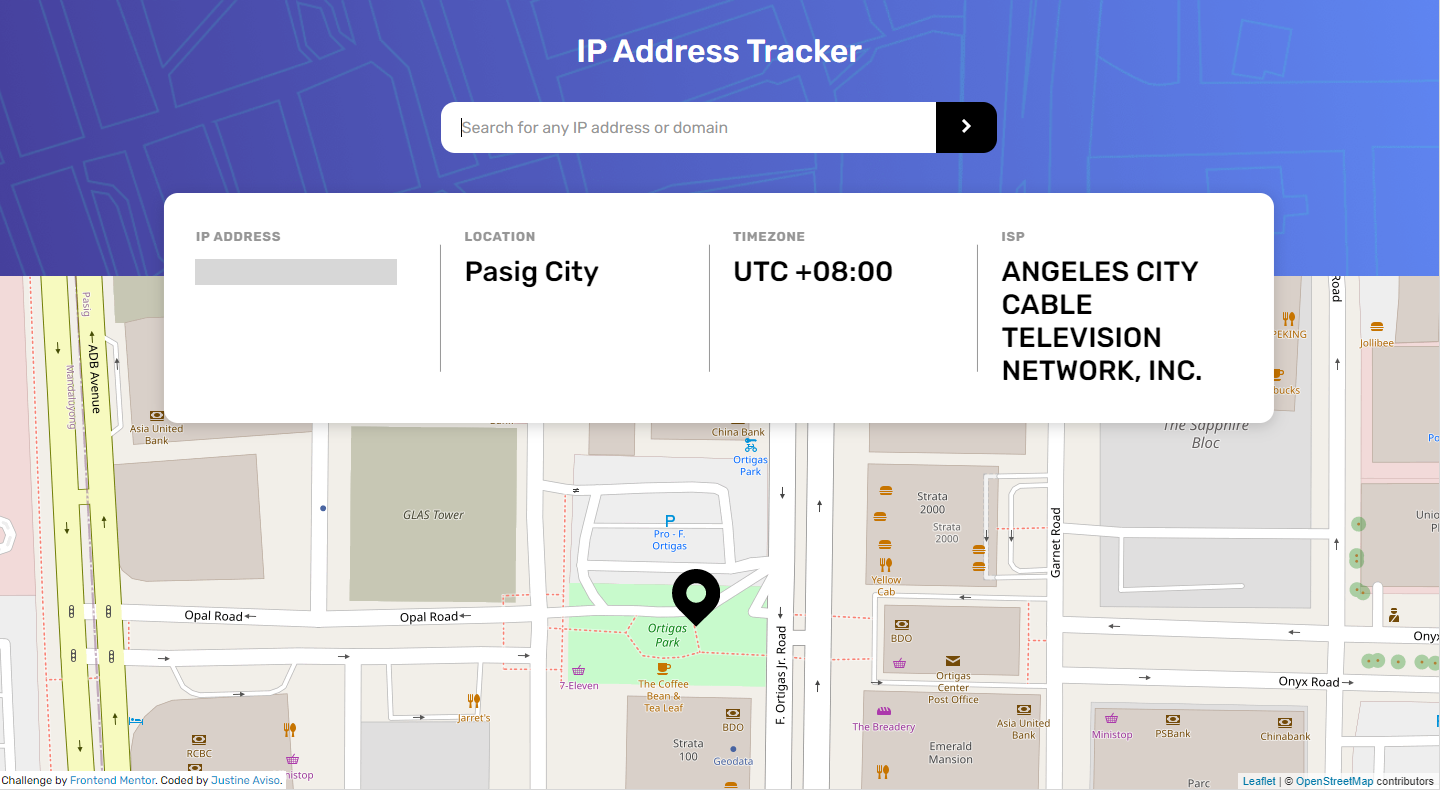 IP Address Tracker
Search for any IP address or domain
IP ADDRESS
LOCATION
Pasig City
TIMEZONE
UTC +08:00
ISP
ANGELES CITY
CABLE
TELEVISION
NETWORK, INC.
Pasig
Mandaluyong
ADB Avenue
Road
PEKING
Jollibee
Asia United
Bank
China Bank
Ortigas
Park
The Sapphire
Bloc
GLAS Tower
Pro - F.
Ortigas
Strata
2000
Strata
2000
Yellow
Cab
Garnet Road
Opal Road
Opal Road
Ortigas
Park
F. Ortigas Jr. Road
BDO
Ortigas
Center
Post Office
7-Eleven
The Coffee
Bean &
Tea Leaf
Onyx Road
Jarret's
BDO
Strata
100
Geodata
The Breadery
Asia United
Bank
Emerald
Mansion
Ministop
PSBank
Chinabank
RCBC
Parc
Challenge by Frontend Mentor. Coded by Justine Aviso.
Leaflet | © OpenStreetMap contributors